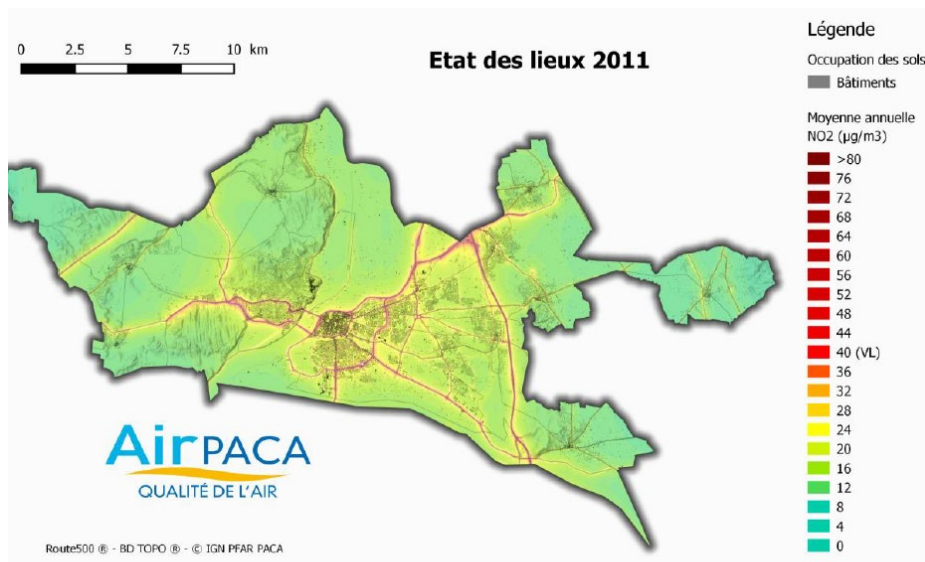 0 2.5 5 7.5 10 km
Etat des lieux 2011
Légende
Occupation des sols
Bâtiments
Moyenne annuelle
NO2 (µg/m3)
>80
76
72
68
64
60
56
52
48
44
40 (VL)
36
32
28
24
20
16
12
8
4
0
AirPACA
QUALITÉ DE L'AIR
Route500 ® - BD TOPO ® - © IGN PFAR PACA